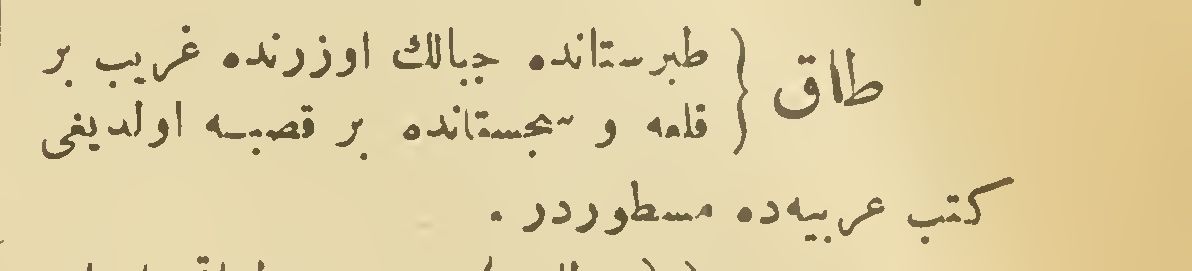 طاق } طبرستانده جبالك اوزرنده غريب بر
قلعه و سجستانده بر قصبه اولديغى
كتب عربيه‌ده مسطوردر .